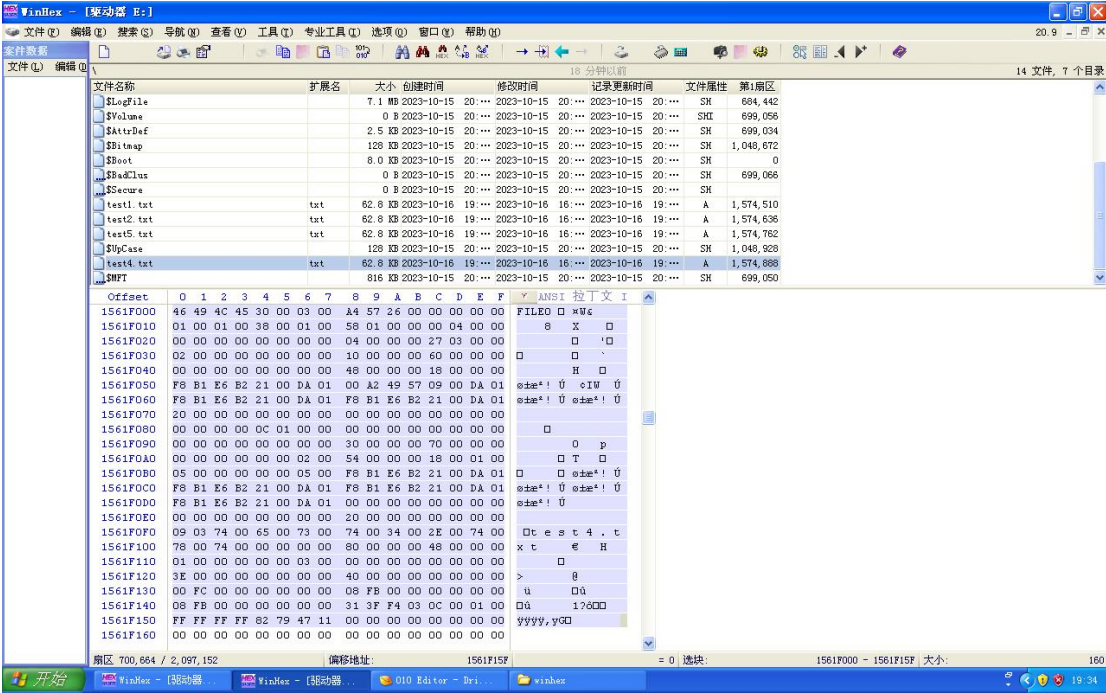 WinHex - [驱动器 E:]
文件(F) 编辑(E) 搜索(S) 导航(N) 查看(V) 工具(T) 专业工具(I) 选项(O) 窗口(W) 帮助(H) 20.9
案件数据
文件(L) 编辑(D
\ 18 分钟以前 14 文件, 7 个目录
文件名称 扩展名 大小 创建时间 修改时间 记录更新时间 文件属性 第1扇区
$LogFile 7.1 MB 2023-10-15 20:... 2023-10-15 20:... 2023-10-15 20:... SH 684,442
$Volume 0 B 2023-10-15 20:... 2023-10-15 20:... 2023-10-15 20:... SHI 699,056
$AttrDef 2.5 KB 2023-10-15 20:... 2023-10-15 20:... 2023-10-15 20:... SH 699,034
$Bitmap 128 KB 2023-10-15 20:... 2023-10-15 20:... 2023-10-15 20:... SH 1,048,672
$Boot 8.0 KB 2023-10-15 20:... 2023-10-15 20:... 2023-10-15 20:... SH 0
$BadClus 0 B 2023-10-15 20:... 2023-10-15 20:... 2023-10-15 20:... SH 699,066
$Secure 0 B 2023-10-15 20:... 2023-10-15 20:... 2023-10-15 20:... SH
test1.txt txt 62.8 KB 2023-10-16 19:... 2023-10-16 16:... 2023-10-16 19:... A 1,574,510
test2.txt txt 62.8 KB 2023-10-16 19:... 2023-10-16 16:... 2023-10-16 19:... A 1,574,636
test5.txt txt 62.8 KB 2023-10-16 19:... 2023-10-16 16:... 2023-10-16 19:... A 1,574,762
$UpCase 128 KB 2023-10-15 20:... 2023-10-15 20:... 2023-10-15 20:... SH 1,048,928
test4.txt txt 62.8 KB 2023-10-16 19:... 2023-10-16 16:... 2023-10-16 19:... A 1,574,888
$MFT 816 KB 2023-10-15 20:... 2023-10-15 20:... 2023-10-15 20:... SH 699,050
Offset 0 1 2 3 4 5 6 7 8 9 A B C D E F ANSI 拉丁文 I
1561F000 46 49 4C 45 30 00 03 00 A4 57 26 00 00 00 00 00 FILE0 ¤W&
1561F010 01 00 01 00 38 00 01 00 58 01 00 00 00 04 00 00 8 X
1561F020 00 00 00 00 00 00 00 00 04 00 00 00 27 03 00 00 '
1561F030 02 00 00 00 00 00 00 00 10 00 00 00 60 00 00 00 `
1561F040 00 00 00 00 00 00 00 00 48 00 00 00 18 00 00 00 H
1561F050 F8 B1 E6 B2 21 00 DA 01 00 A2 49 57 09 00 DA 01 ø±æ²! Ú ¢IW Ú
1561F060 F8 B1 E6 B2 21 00 DA 01 F8 B1 E6 B2 21 00 DA 01 ø±æ²! Ú ø±æ²! Ú
1561F070 20 00 00 00 00 00 00 00 00 00 00 00 00 00 00 00
1561F080 00 00 00 00 0C 01 00 00 00 00 00 00 00 00 00 00
1561F090 00 00 00 00 00 00 00 00 30 00 00 00 70 00 00 00 0 p
1561F0A0 00 00 00 00 00 00 02 00 54 00 00 00 18 00 01 00 T
1561F0B0 05 00 00 00 00 00 05 00 F8 B1 E6 B2 21 00 DA 01 ø±æ²! Ú
1561F0C0 F8 B1 E6 B2 21 00 DA 01 F8 B1 E6 B2 21 00 DA 01 ø±æ²! Ú ø±æ²! Ú
1561F0D0 F8 B1 E6 B2 21 00 DA 01 00 00 00 00 00 00 00 00 ø±æ²! Ú
1561F0E0 00 00 00 00 00 00 00 00 20 00 00 00 00 00 00 00
1561F0F0 09 03 74 00 65 00 73 00 74 00 34 00 2E 00 74 00 t e s t 4 . t
1561F100 78 00 74 00 00 00 00 00 80 00 00 00 48 00 00 00 x t € H
1561F110 01 00 00 00 00 00 03 00 00 00 00 00 00 00 00 00
1561F120 3E 00 00 00 00 00 00 00 40 00 00 00 00 00 00 00 > @
1561F130 00 FC 00 00 00 00 00 00 08 FB 00 00 00 00 00 00 ü û
1561F140 08 FB 00 00 00 00 00 00 31 3F F4 03 0C 00 01 00 û 1?ô
1561F150 FF FF FF FF 82 79 47 11 00 00 00 00 00 00 00 00 ÿÿÿÿ‚yG
1561F160 00 00 00 00 00 00 00 00 00 00 00 00 00 00 00 00
扇区 700,664 / 2,097,152 偏移地址: 1561F15F = 0 选块: 1561F000 - 1561F15F 大小: 160
开始 WinHex - [驱动器... WinHex - [驱动器... 010 Editor - Dri... winhex 19:34